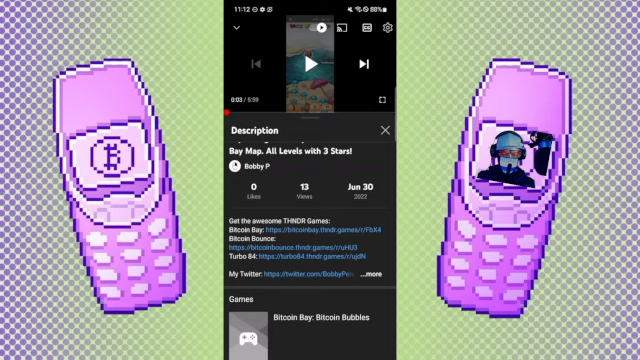 11:12
88%
0:03 / 5:59
Description
Bay Map. All Levels with 3 Stars!
Bobby P
0 13 Jun 30
Likes Views 2022
Get the awesome THNDR Games:
Bitcoin Bay: https://bitcoinbay.thndr.games/r/FbX4
Bitcoin Bounce:
https://bitcoinbounce.thndr.games/r/uHU3
Turbo 84: https://turbo84.thndr.games/r/ujdN
My Twitter: https://twitter.com/BobbyPer ...more
Games
Bitcoin Bay: Bitcoin Bubbles